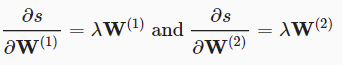 ∂s/∂W⁽¹⁾ = λW⁽¹⁾ and ∂s/∂W⁽²⁾ = λW⁽²⁾